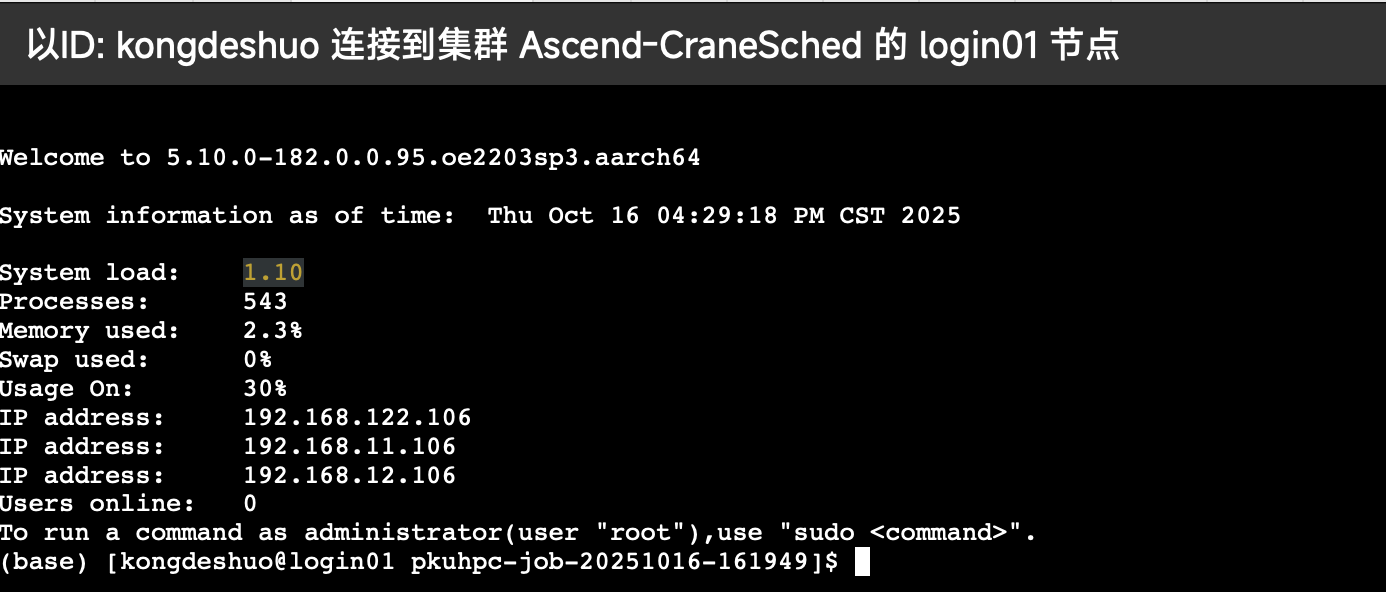 以ID: kongdeshuo 连接到集群 Ascend-CraneSched 的 login01 节点
Welcome to 5.10.0-182.0.0.95.oe2203sp3.aarch64
System information as of time:  Thu Oct 16 04:29:18 PM CST 2025
System load:    1.10
Processes:      543
Memory used:    2.3%
Swap used:      0%
Usage On:       30%
IP address:     192.168.122.106
IP address:     192.168.11.106
IP address:     192.168.12.106
Users online:   0
To run a command as administrator(user "root"),use "sudo <command>".
(base) [kongdeshuo@login01 pkuhpc-job-20251016-161949]$